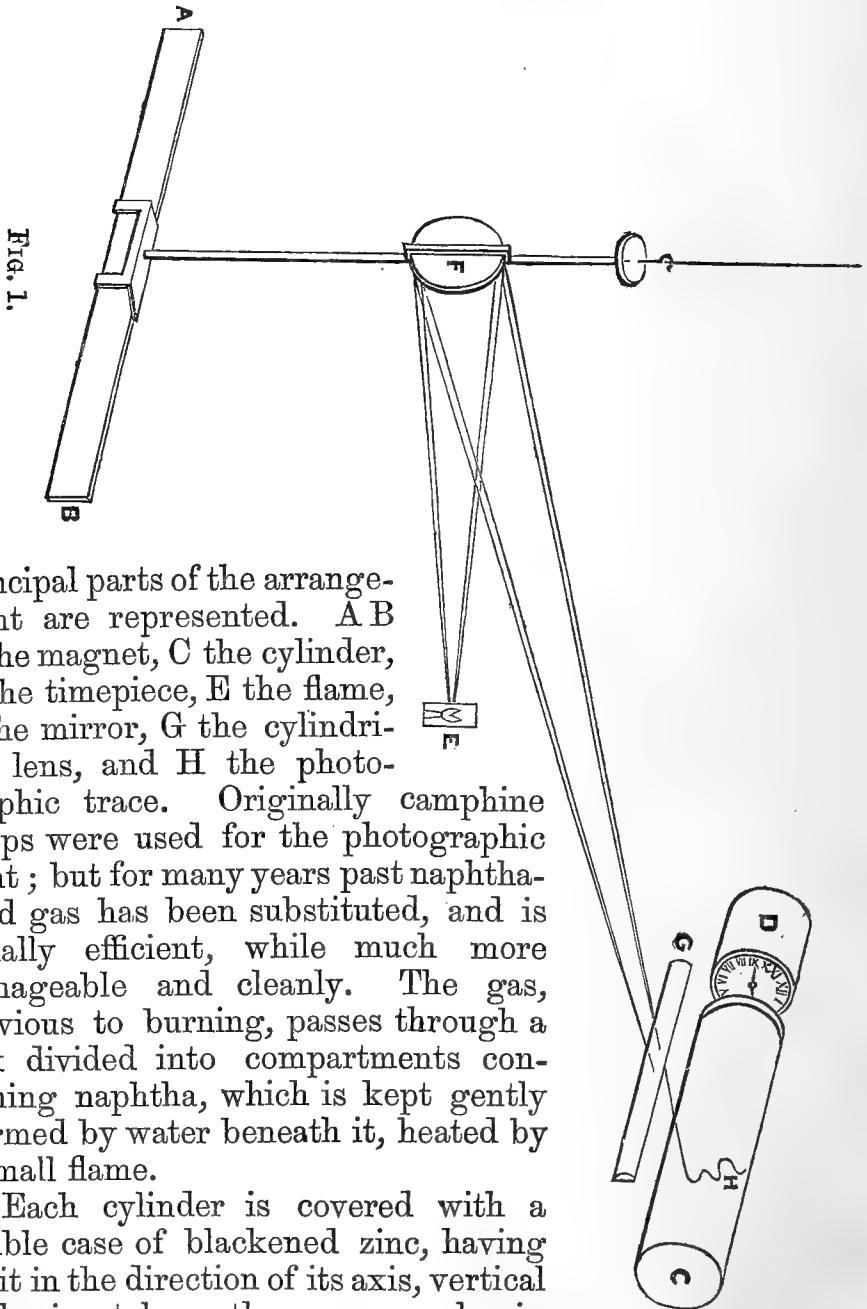 A
B
F
E
G
D
H
C
FIG. 1.
ncipal parts of the arrange-
nt are represented. A B
he magnet, C the cylinder,
he timepiece, E the flame,
he mirror, G the cylindri-
lens, and H the photo-
phic trace. Originally camphine
ps were used for the photographic
ht ; but for many years past naphtha-
d gas has been substituted, and is
ally efficient, while much more
nageable and cleanly. The gas,
vious to burning, passes through a
t divided into compartments con-
ning naphtha, which is kept gently
rmed by water beneath it, heated by
mall flame.
Each cylinder is covered with a
ble case of blackened zinc, having
it in the direction of its axis, vertical